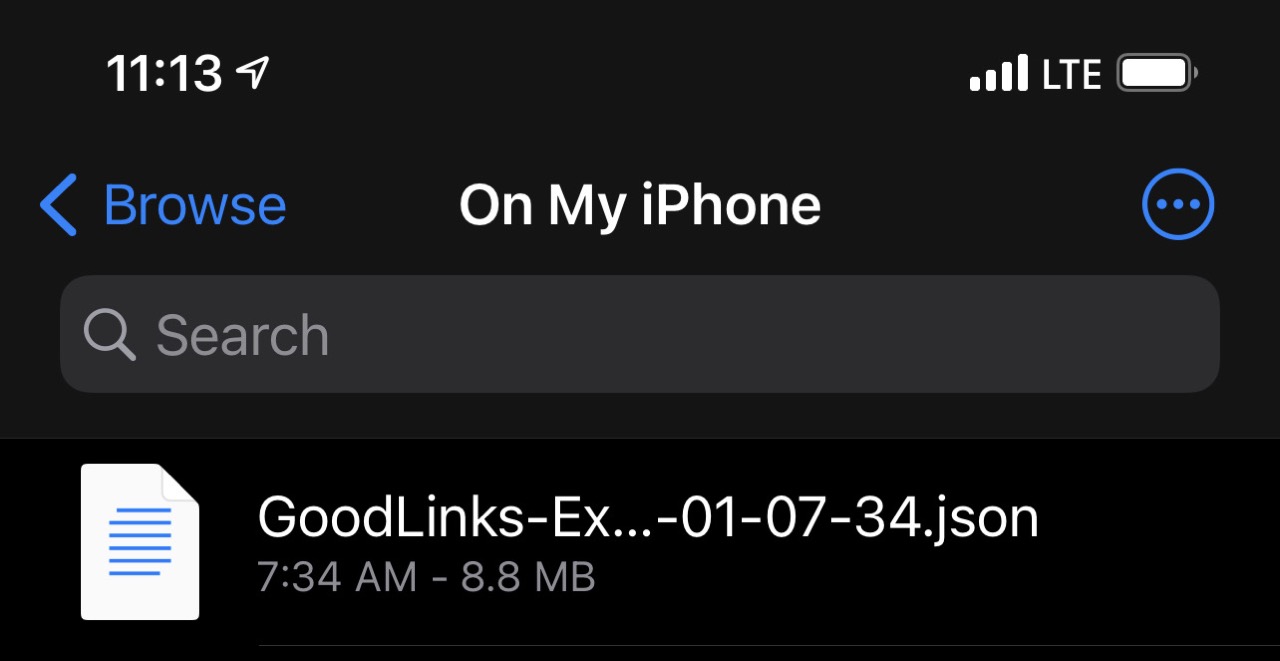 11:13 LTE
Browse On My iPhone
Search
GoodLinks-Ex...-01-07-34.json
7:34 AM - 8.8 MB